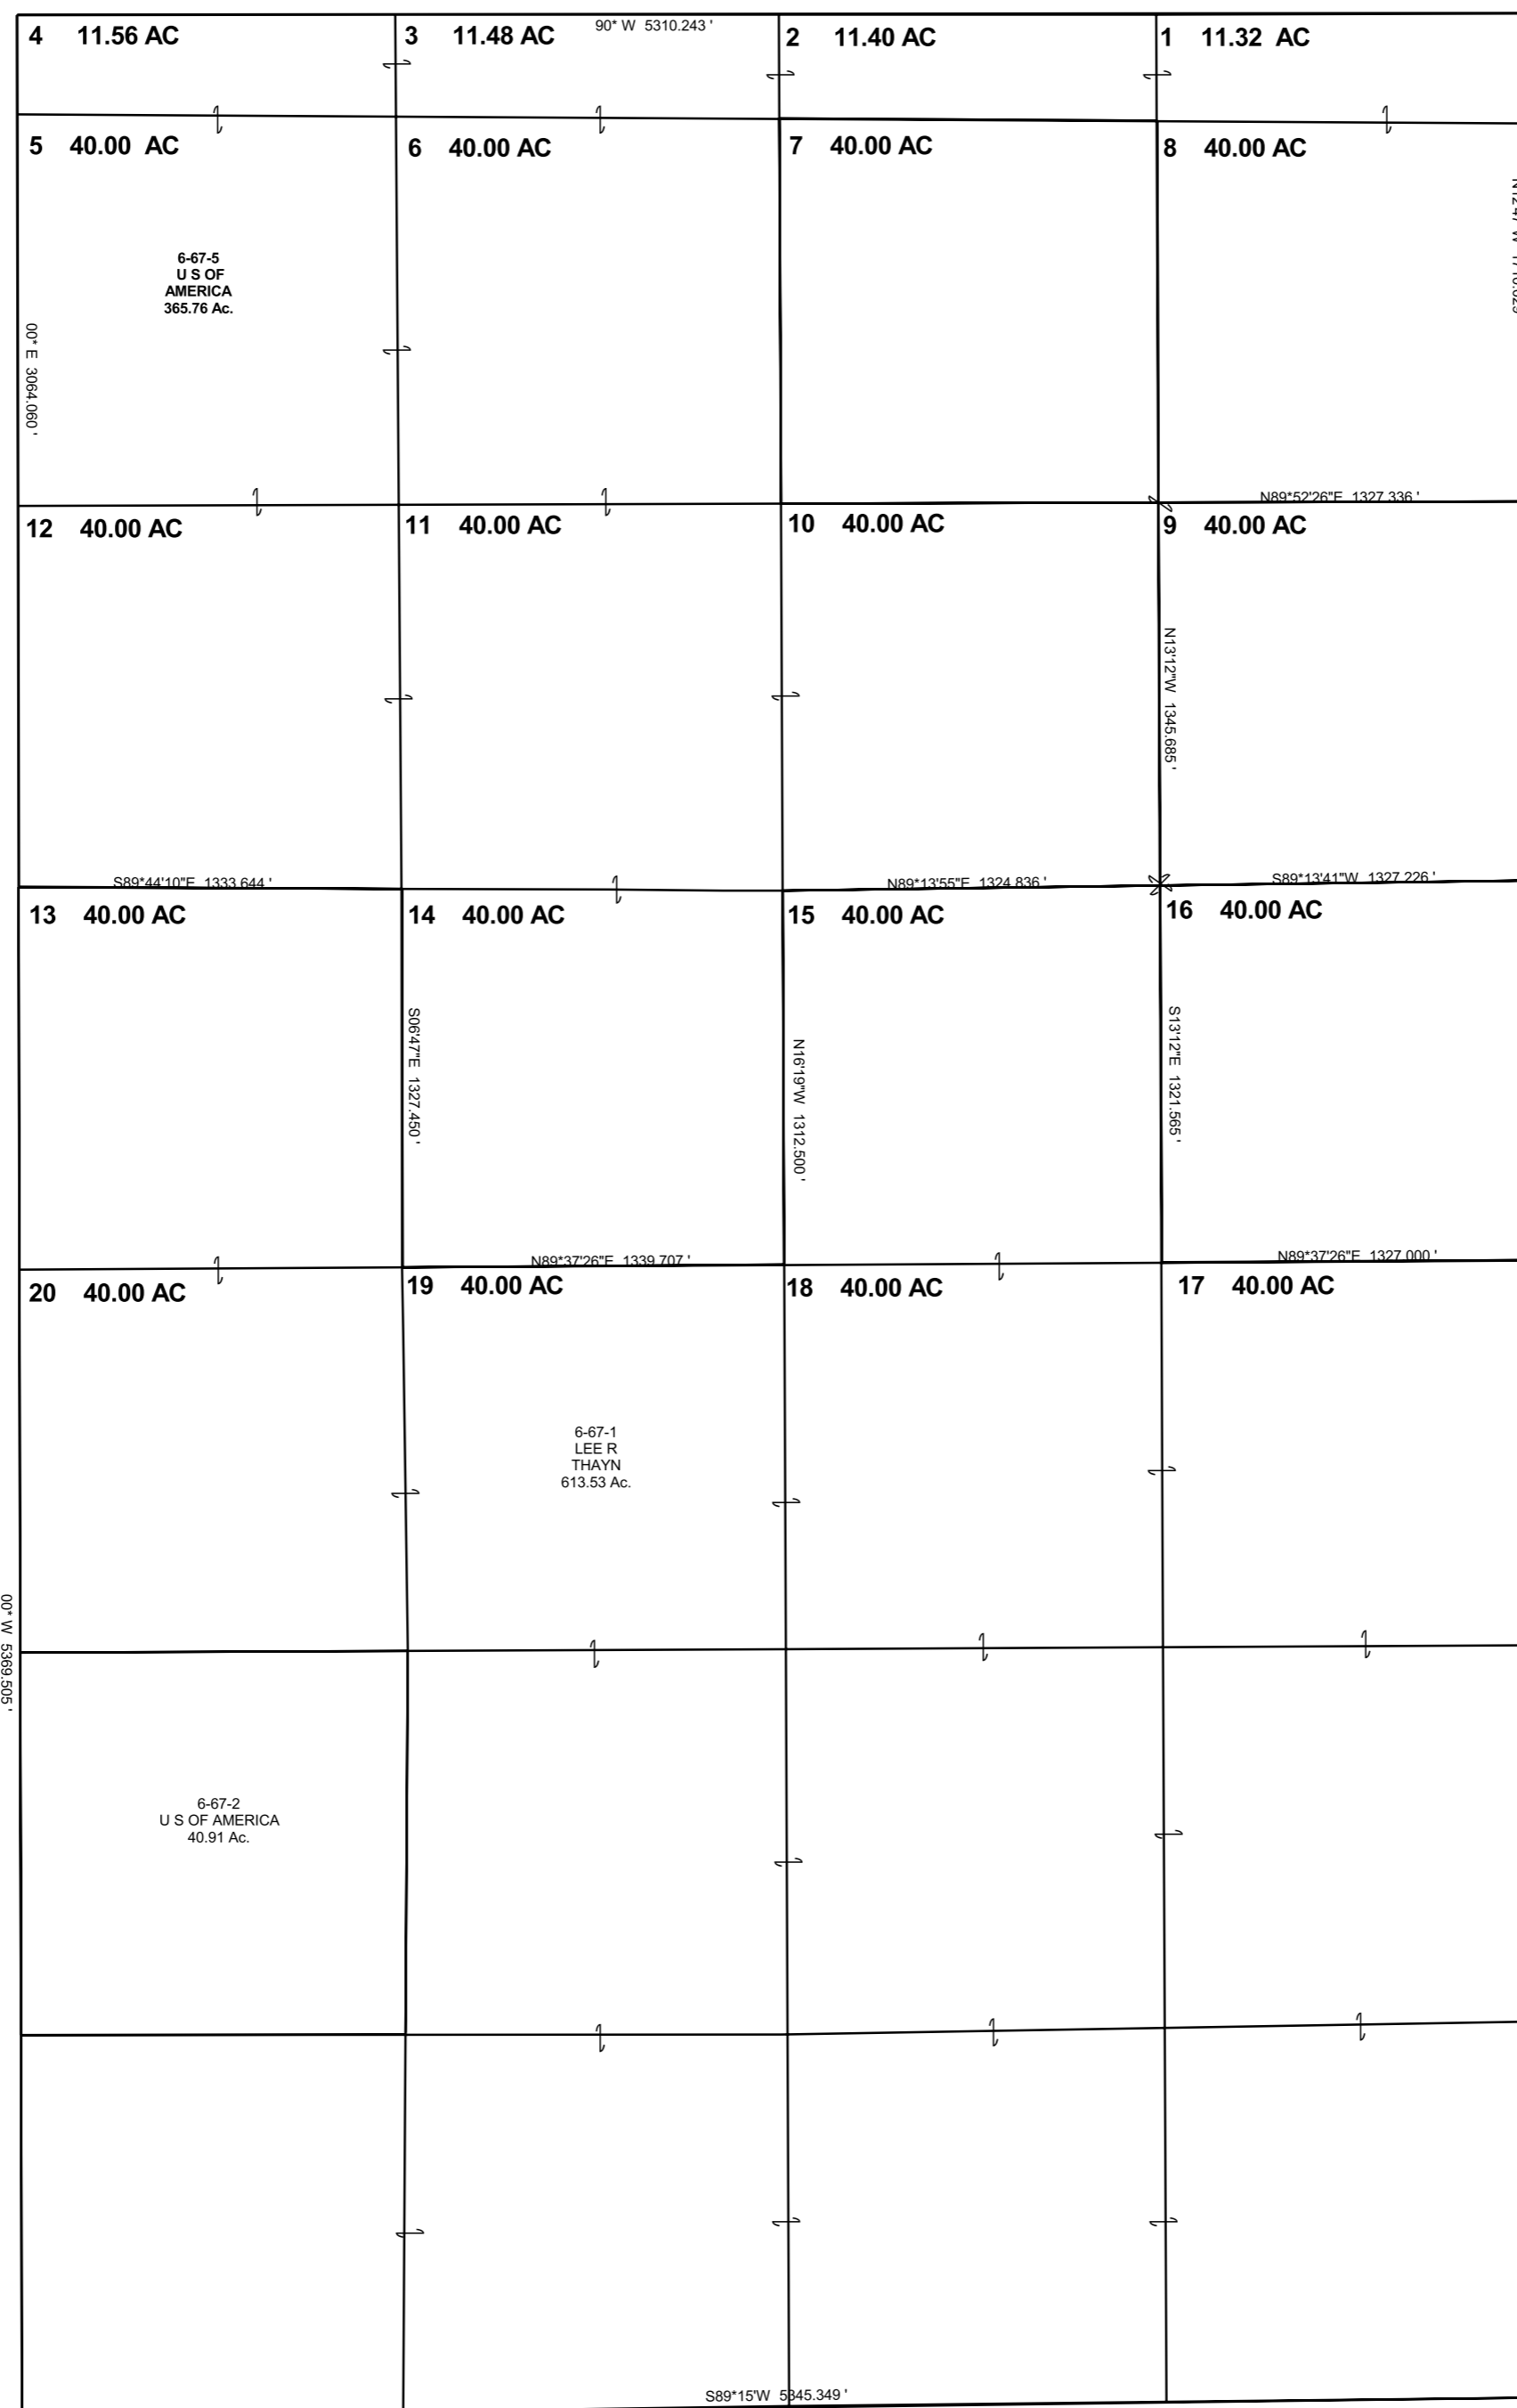 4 11.56 AC
3 11.48 AC
90* W 5310.243 '
2 11.40 AC
1 11.32 AC
5 40.00 AC
6 40.00 AC
7 40.00 AC
8 40.00 AC
6-67-5
U S OF
AMERICA
365.76 Ac.
00* E 3064.060 '
N89*52'26"E 1327.336 '
12 40.00 AC
11 40.00 AC
10 40.00 AC
9 40.00 AC
N13'12"W 1345.685 '
S89*44'10"E 1333.644 '
N89*13'55"E 1324.836 '
S89*13'41"W 1327.226 '
13 40.00 AC
14 40.00 AC
15 40.00 AC
16 40.00 AC
S06'47"E 1327.450 '
N16'19"W 1312.500 '
S13'12"E 1321.565 '
N89*37'26"E 1339.707 '
N89*37'26"E 1327.000 '
20 40.00 AC
19 40.00 AC
18 40.00 AC
17 40.00 AC
6-67-1
LEE R
THAYN
613.53 Ac.
00* W 5369.505 '
6-67-2
U S OF AMERICA
40.91 Ac.
S89*15'W 5345.349 '